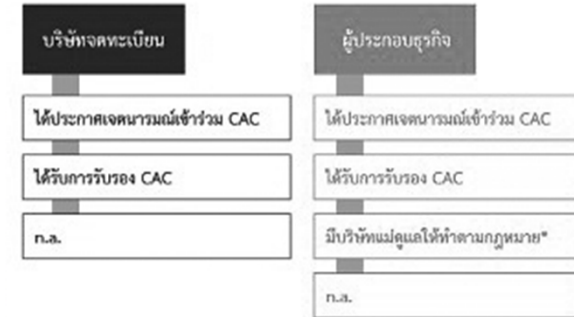 บริษัทจดทะเบียน
ได้ประกาศเจตนารมณ์เข้าร่วม CAC
ได้รับการรับรอง CAC
n.a.
ผู้ประกอบธุรกิจ
ได้ประกาศเจตนารมณ์เข้าร่วม CAC
ได้รับการรับรอง CAC
มีบริษัทแม่ดูแลให้ทำตามกฎหมาย*
n.a.